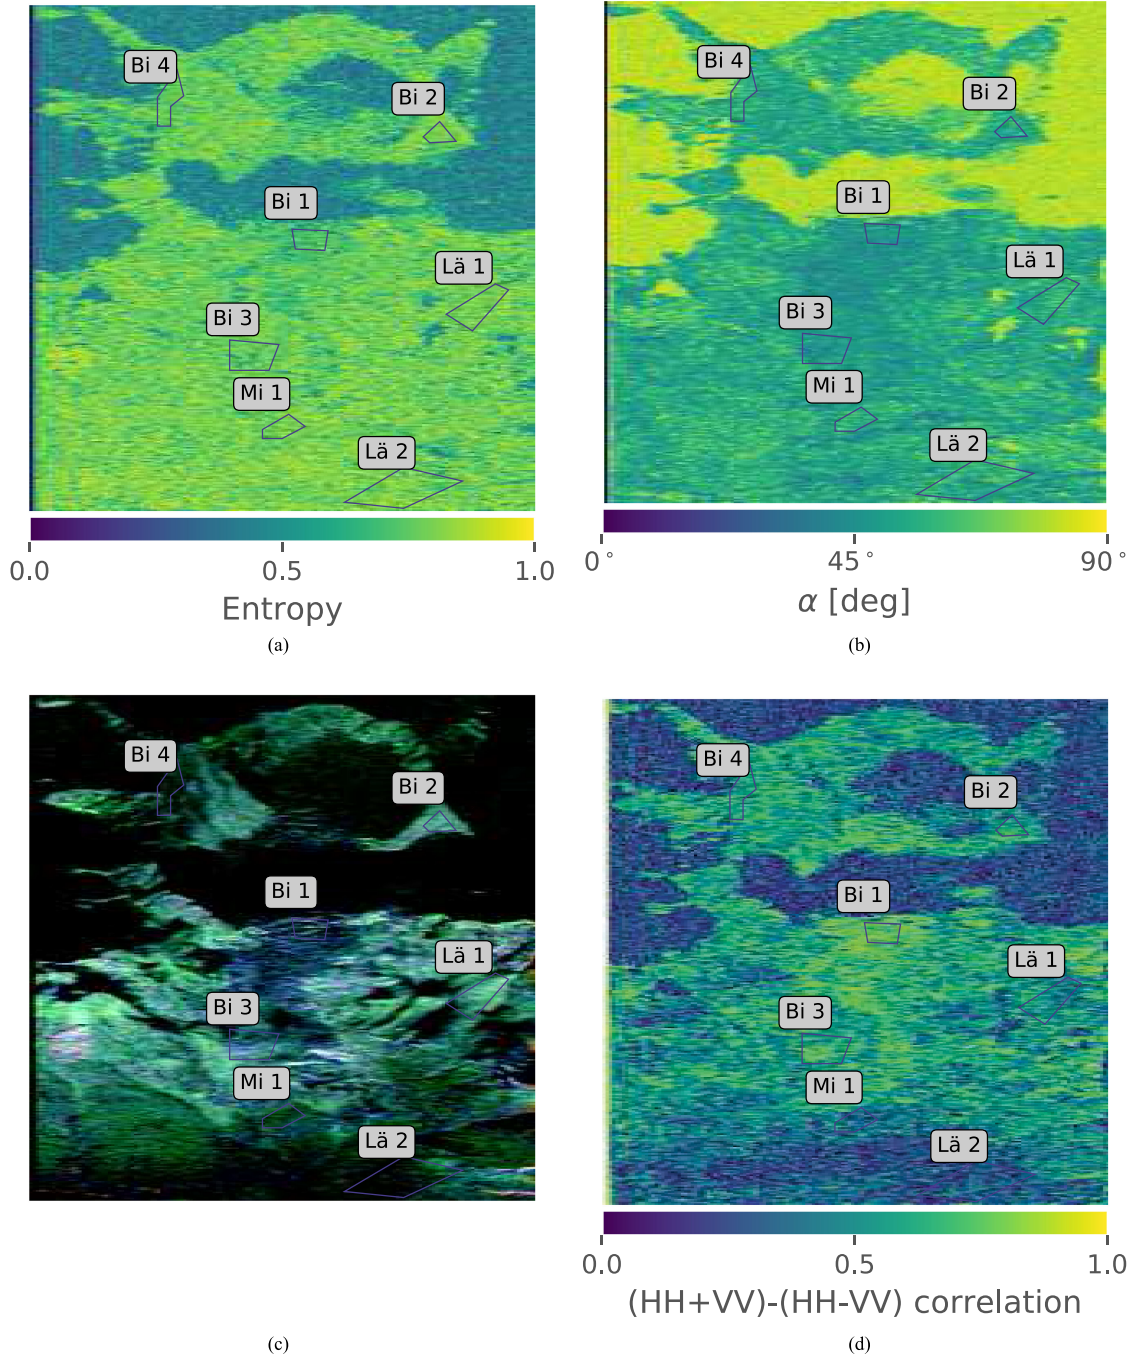 Bi 4
Bi 2
Bi 1
Lä 1
Bi 3
Mi 1
Lä 2
0.0 0.5 1.0
Entropy
(a)
Bi 4
Bi 2
Bi 1
Lä 1
Bi 3
Mi 1
Lä 2
0° 45° 90°
α [deg]
(b)
Bi 4
Bi 2
Bi 1
Lä 1
Bi 3
Mi 1
Lä 2
(c)
Bi 4
Bi 2
Bi 1
Lä 1
Bi 3
Mi 1
Lä 2
0.0 0.5 1.0
(HH+VV)-(HH-VV) correlation
(d)